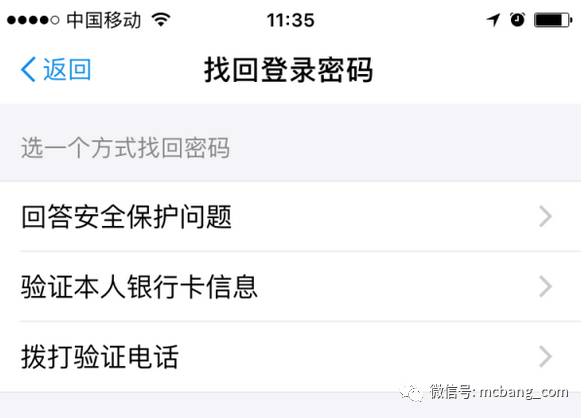 中国移动 11:35
返回 找回登录密码
选一个方式找回密码
回答安全保护问题
验证本人银行卡信息
拨打验证电话
微信号: mcbang_com